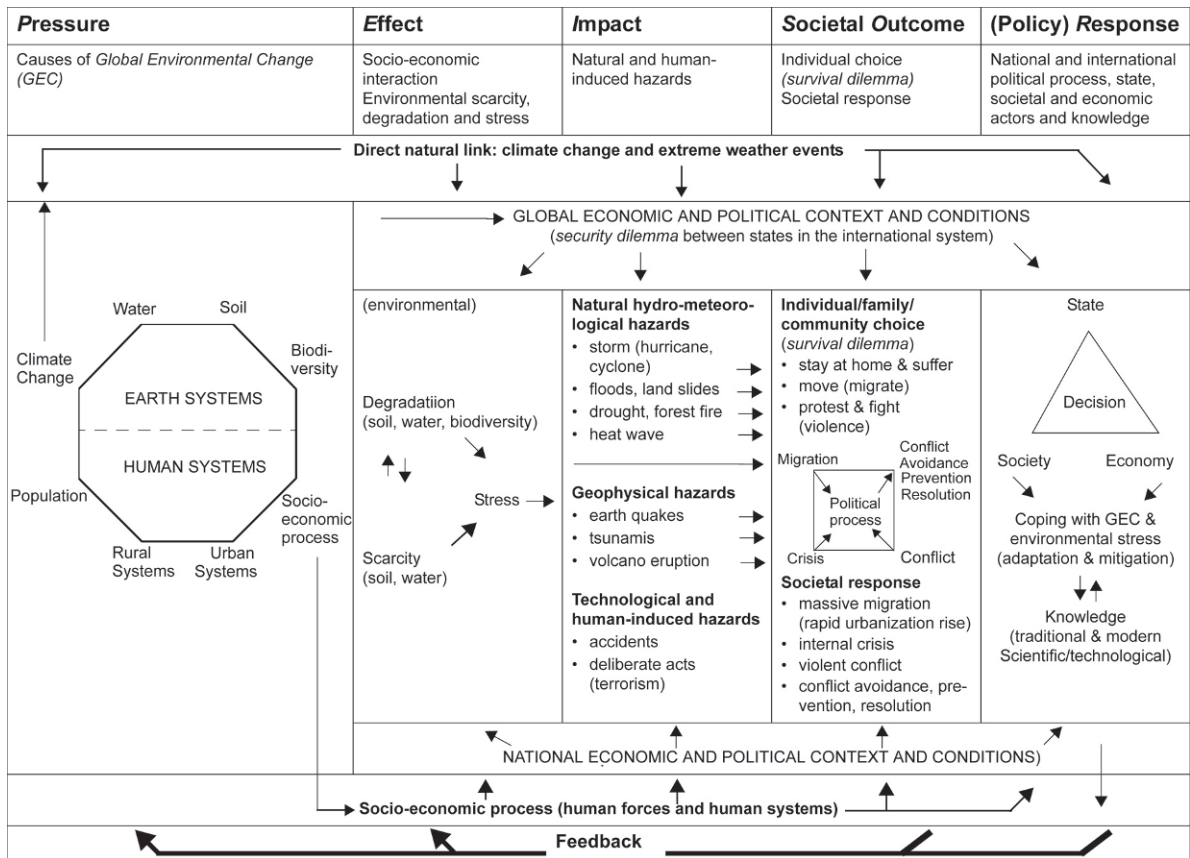 Pressure
Effect
Impact
Societal Outcome
(Policy) Response
Causes of Global Environmental Change
(GEC)
Socio-economic
interaction
Environmental scarcity,
degradation and stress
Natural and human-
induced hazards
Individual choice
(survival dilemma)
Societal response
National and international
political process, state,
societal and economic
actors and knowledge
Direct natural link: climate change and extreme weather events
GLOBAL ECONOMIC AND POLITICAL CONTEXT AND CONDITIONS
(security dilemma between states in the international system)
Water
Soil
Climate
Change
Biodi-
versity
EARTH SYSTEMS
HUMAN SYSTEMS
Population
Socio-
economic
process
Rural
Systems
Urban
Systems
(environmental)
Degradatiion
(soil, water, biodiversity)
Stress
Scarcity
(soil, water)
Natural hydro-meteoro-
logical hazards
• storm (hurricane,
cyclone)
• floods, land slides
• drought, forest fire
• heat wave
Geophysical hazards
• earth quakes
• tsunamis
• volcano eruption
Technological and
human-induced hazards
• accidents
• deliberate acts
(terrorism)
Individual/family/
community choice
(survival dilemma)
• stay at home & suffer
• move (migrate)
• protest & fight
(violence)
Migration
Conflict
Avoidance
Prevention
Resolution
Political
process
Crisis
Conflict
Societal response
• massive migration
(rapid urbanization rise)
• internal crisis
• violent conflict
• conflict avoidance, pre-
vention, resolution
State
Decision
Society
Economy
Coping with GEC &
environmental stress
(adaptation & mitigation)
Knowledge
(traditional & modern
Scientific/technological)
NATIONAL ECONOMIC AND POLITICAL CONTEXT AND CONDITIONS)
Socio-economic process (human forces and human systems)
Feedback